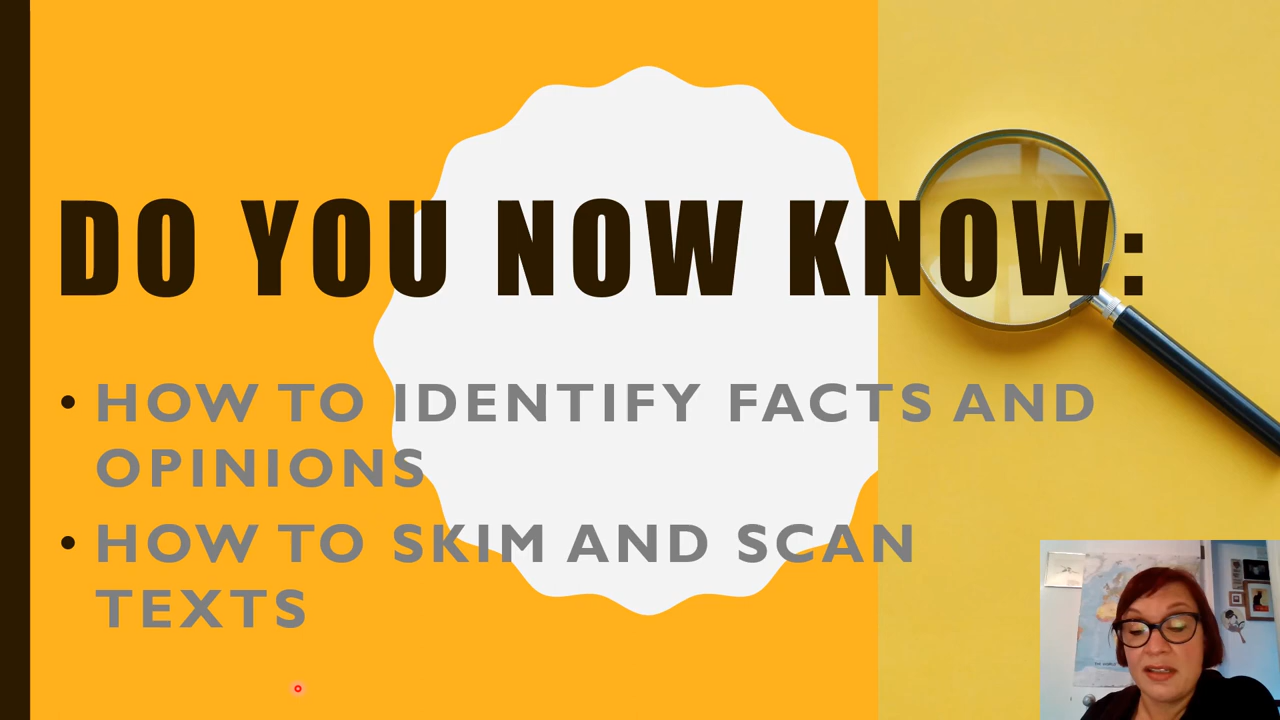 DO YOU NOW KNOW:
• HOW TO IDENTIFY FACTS AND
OPINIONS
• HOW TO SKIM AND SCAN
TEXTS